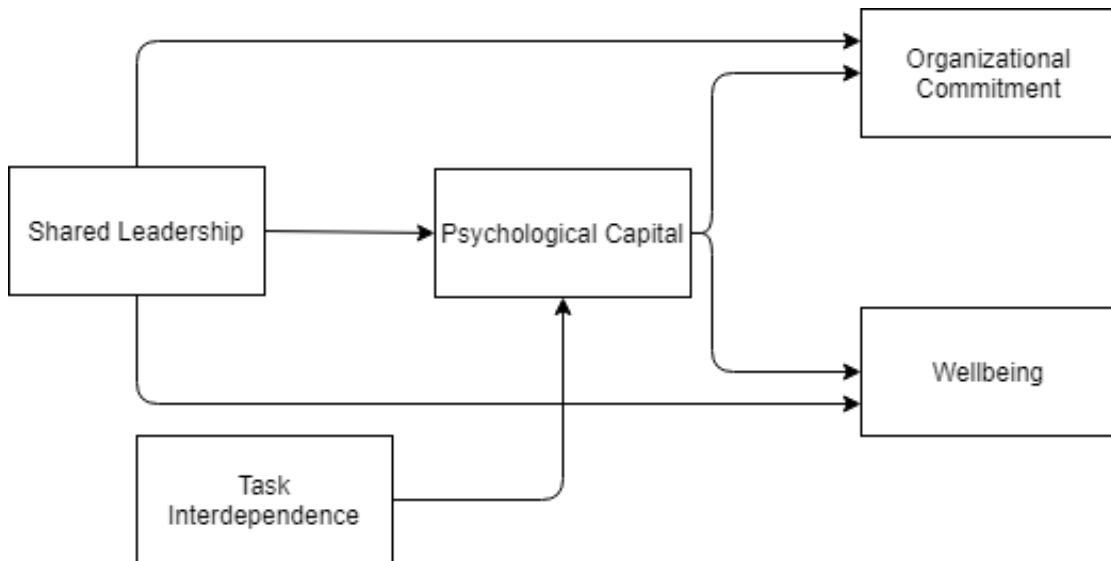 Organizational
Commitment
Shared Leadership
Psychological Capital
Wellbeing
Task
Interdependence